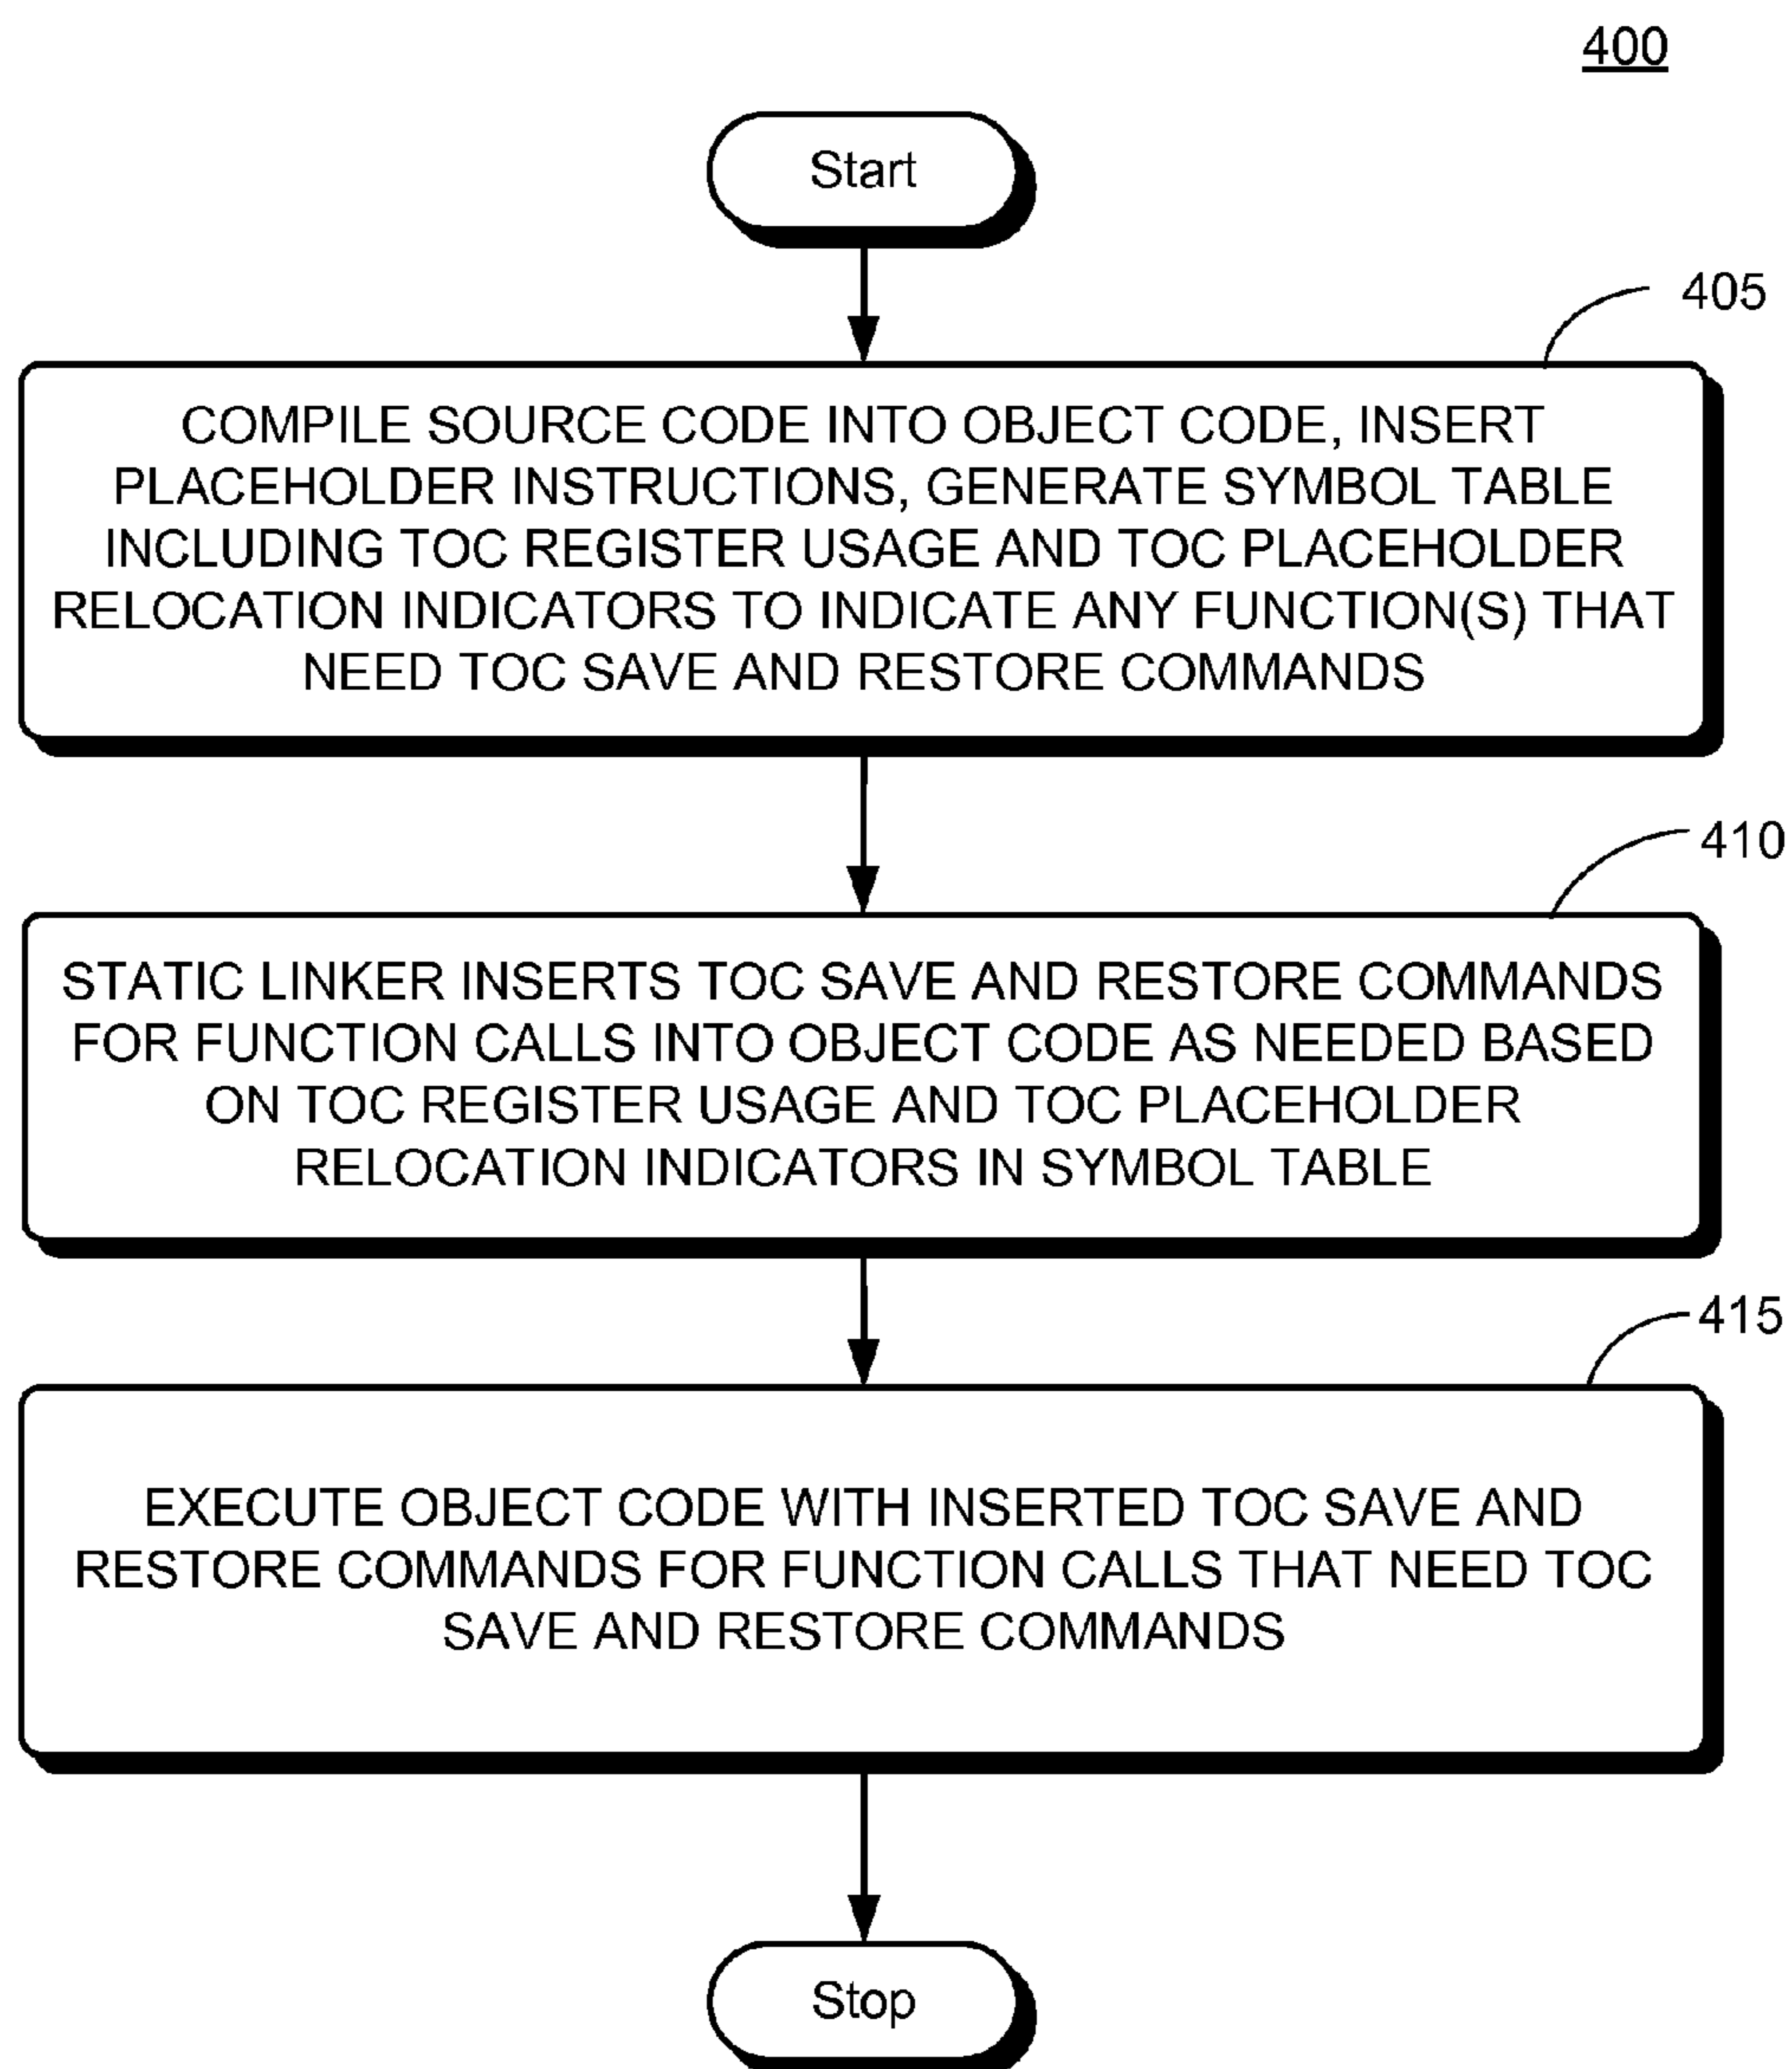 400
Start
405
COMPILE SOURCE CODE INTO OBJECT CODE, INSERT
PLACEHOLDER INSTRUCTIONS, GENERATE SYMBOL TABLE
INCLUDING TOC REGISTER USAGE AND TOC PLACEHOLDER
RELOCATION INDICATORS TO INDICATE ANY FUNCTION(S) THAT
NEED TOC SAVE AND RESTORE COMMANDS
410
STATIC LINKER INSERTS TOC SAVE AND RESTORE COMMANDS
FOR FUNCTION CALLS INTO OBJECT CODE AS NEEDED BASED
ON TOC REGISTER USAGE AND TOC PLACEHOLDER
RELOCATION INDICATORS IN SYMBOL TABLE
415
EXECUTE OBJECT CODE WITH INSERTED TOC SAVE AND
RESTORE COMMANDS FOR FUNCTION CALLS THAT NEED TOC
SAVE AND RESTORE COMMANDS
Stop